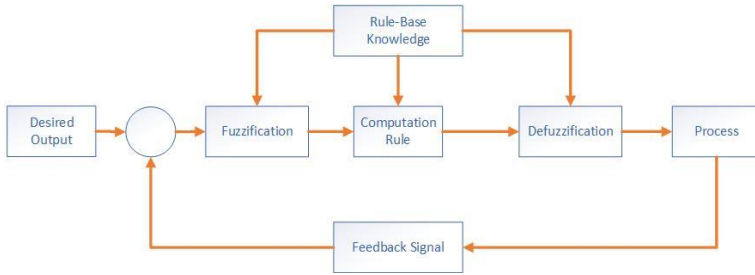 Rule-Base
Knowledge
Desired
Output
Fuzzification
Computation
Rule
Defuzzification
Process
Feedback Signal